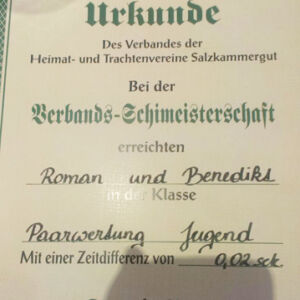 Urkunde
Des Verbandes der
Heimat- und Trachtenvereine Salzkammergut
Bei der
Verbands-Schimeisterschaft
erreichten
Roman und Benedikt
in der Klasse
Paarwertung Jugend
Mit einer Zeitdifferenz von 0,02 sek.